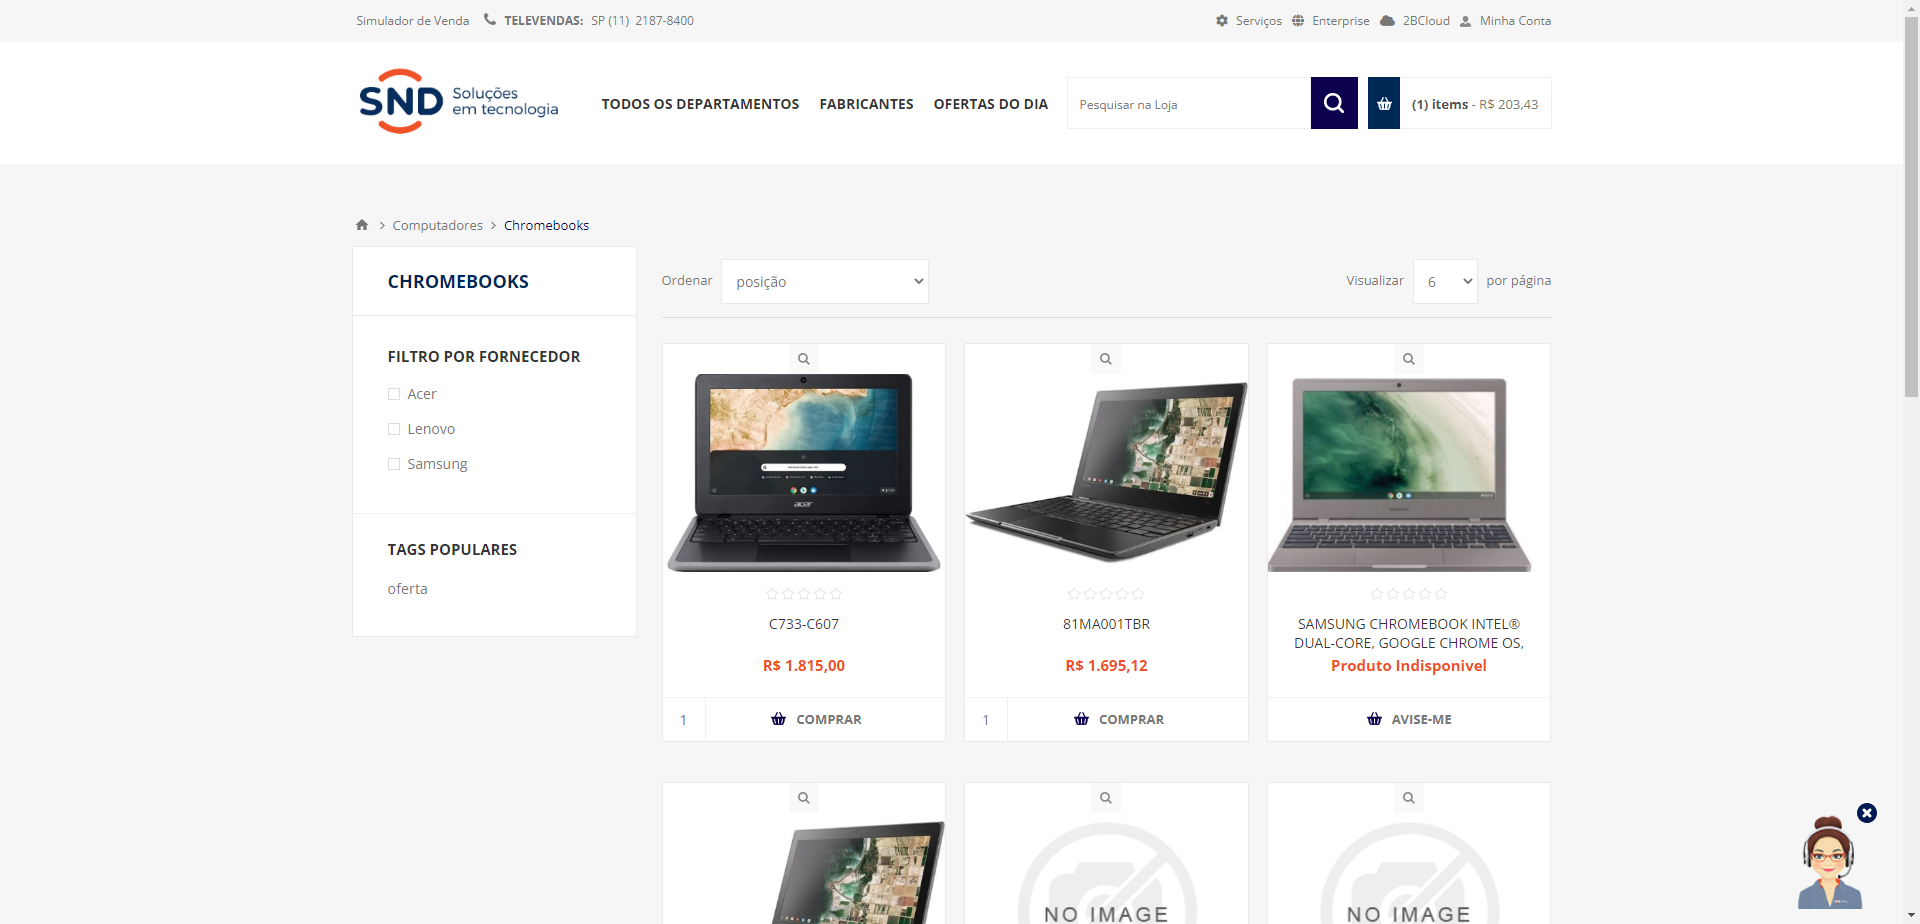 Simulador de Venda TELEVENDAS: SP (11) 2187-8400 Serviços Enterprise 2BCloud Minha Conta
SND Soluções em tecnologia
TODOS OS DEPARTAMENTOS FABRICANTES OFERTAS DO DIA Pesquisar na Loja (1) items - R$ 203,43
> Computadores > Chromebooks
CHROMEBOOKS
FILTRO POR FORNECEDOR
Acer
Lenovo
Samsung
TAGS POPULARES
oferta
Ordenar posição Visualizar 6 por página
acer
C733-C607
R$ 1.815,00
1 COMPRAR
81MA001TBR
R$ 1.695,12
1 COMPRAR
SAMSUNG CHROMEBOOK INTEL®
DUAL-CORE, GOOGLE CHROME OS,
Produto Indisponivel
AVISE-ME
NO IMAGE
NO IMAGE